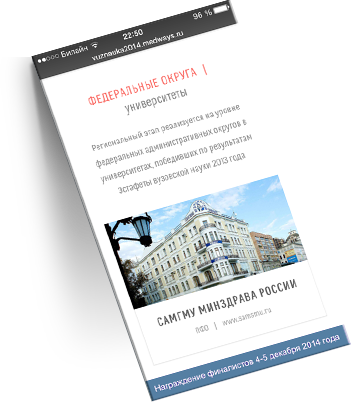 Билайн 22:50 96 %
vuznauka2014.medways.ru
ФЕДЕРАЛЬНЫЕ ОКРУГА |
университеты
Региональный этап реализуется на уровне
федеральных административных округов в
университетах, победивших по результатам
Эстафеты вузовской науки 2013 года
САМГМУ МИНЗДРАВА РОССИИ
ПФО | www.samsmu.ru
Награждение финалистов 4-5 декабря 2014 года